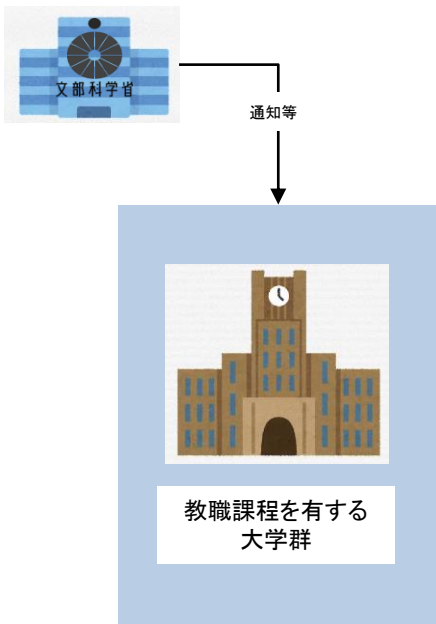 文部科学省
通知等
教職課程を有する
大学群